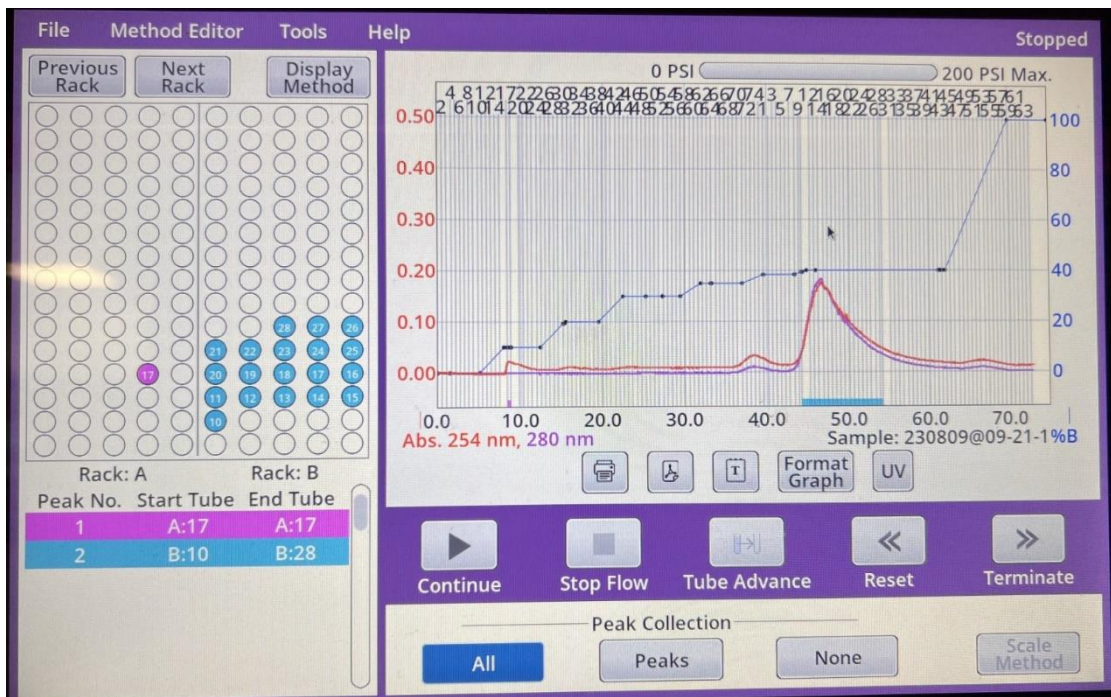 File Method Editor Tools Help
Stopped
Previous Rack
Next Rack
Display Method
28 27 26
21 22 23 24 25
17 20 19 18 17 16
11 12 13 14 15
10
Rack: A Rack: B
Peak No. Start Tube End Tube
1 A:17 A:17
2 B:10 B:28
0 PSI 200 PSI Max.
0.50
0.40
0.30
0.20
0.10
0.00
100
80
60
40
20
0
0.0 10.0 20.0 30.0 40.0 50.0 60.0 70.0
Abs. 254 nm, 280 nm
Sample: 230809@09-21-1%B
T
Format Graph
UV
Continue Stop Flow Tube Advance Reset Terminate
Peak Collection
All Peaks None
Scale Method